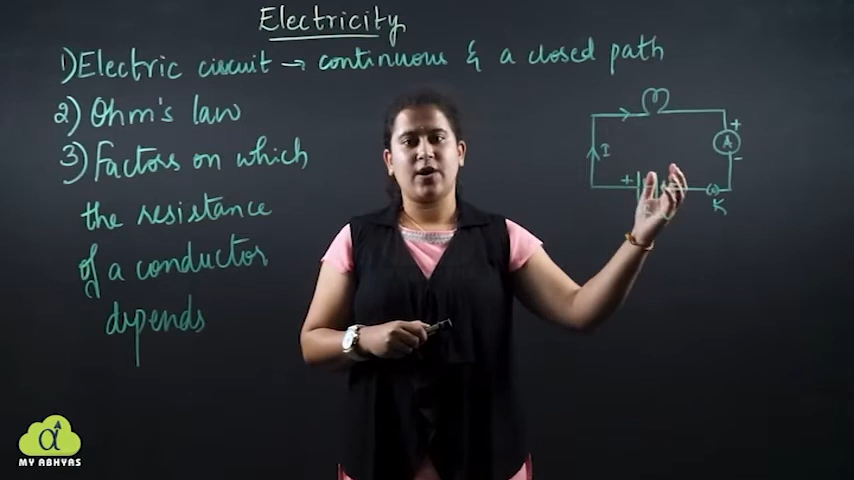 Electricity
1) Electric circuit → continuous & a closed path
2) Ohm's law
3) Factors on which
the resistance
of a conductor
depends
I
A
+
-
+
K
MY ABHYAS